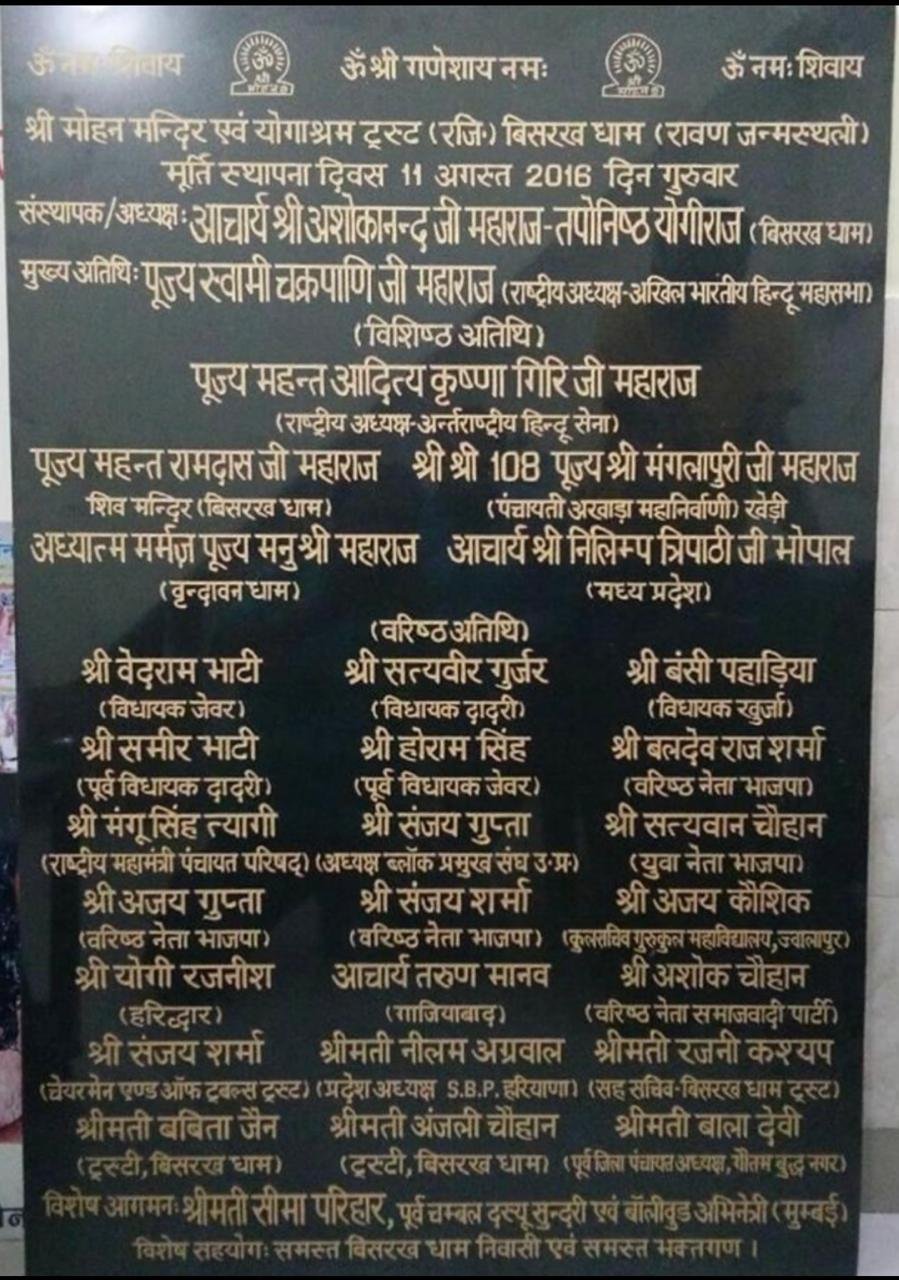 ॐ नमः शिवाय ॐ श्री ॐ श्री गणेशाय नमः ॐ श्री ॐ नमः शिवाय
श्री मोहन मन्दिर एवं योगाश्रम ट्रस्ट (रजि॰) बिसरख धाम (रावण जन्मस्थली)
मूर्ति स्थापना दिवस 11 अगस्त 2016 दिन गुरुवार
संस्थापक/अध्यक्ष: आचार्य श्री अशोकानन्द जी महाराज-तपोनिष्ठ योगीराज (बिसरख धाम)
मुख्य अतिथिः पूज्य स्वामी चक्रपाणि जी महाराज (राष्ट्रीय अध्यक्ष-अखिल भारतीय हिन्दू महासभा)
(विशिष्ठ अतिथि)
पूज्य महन्त आदित्य कृष्णा गिरि जी महाराज
(राष्ट्रीय अध्यक्ष-अर्न्तराष्ट्रीय हिन्दू सेना)
पूज्य महन्त रामदास जी महाराज श्री श्री 108 पूज्य श्री मंगलापुरी जी महाराज
शिव मन्दिर (बिसरख धाम) (पंचायती अखाड़ा महानिर्वाणी) खेड़ी
अध्यात्म मर्मज्ञ पूज्य मनु श्री महाराज आचार्य श्री निलिम्प त्रिपाठी जी भोपाल
(वृन्दावन धाम) (मध्य प्रदेश)
(वरिष्ठ अतिथि)
श्री वेदराम भाटी श्री सत्यवीर गुर्जर श्री बंसी पहाड़िया
(विधायक जेवर) (विधायक दादरी) (विधायक खुर्जा)
श्री समीर भाटी श्री होराम सिंह श्री बलदेव राज शर्मा
(पूर्व विधायक दादरी) (पूर्व विधायक जेवर) (वरिष्ठ नेता भाजपा)
श्री मंगू सिंह त्यागी श्री संजय गुप्ता श्री सत्यवान चौहान
(राष्ट्रीय महामंत्री पंचायत परिषद्) (अध्यक्ष ब्लॉक प्रमुख संघ उ॰प्र॰) (युवा नेता भाजपा)
श्री अजय गुप्ता श्री संजय शर्मा श्री अजय कौशिक
(वरिष्ठ नेता भाजपा) (वरिष्ठ नेता भाजपा) (कुलसचिव गुरुकुल महाविद्यालय, ज्वालापुर)
श्री योगी रजनीश आचार्य तरुण मानव श्री अशोक चौहान
(हरिद्धार) (गाजियाबाद) (वरिष्ठ नेता समाजवादी पार्टी)
श्री संजय शर्मा श्रीमती नीलम अग्रवाल श्रीमती रजनी कश्यप
(चेयरमेन एण्ड ऑफ ट्रबल्स ट्रस्ट) (प्रदेश अध्यक्ष S.B.P. हरियाणा) (सह सचिव-बिसरख धाम ट्रस्ट)
श्रीमती बबिता जैन श्रीमती अंजली चौहान श्रीमती बाला देवी
(ट्रस्टी, बिसरख धाम) (ट्रस्टी, बिसरख धाम) (पूर्व जिला पंचायत अध्यक्ष, गौतम बुद्ध नगर)
विशेष आगमनः श्रीमती सीमा परिहार, पूर्व चम्बल दस्यू सुन्दरी एवं बॉलीवुड अभिनेत्री (मुम्बई)
विशेष सहयोगः समस्त बिसरख धाम निवासी एवं समस्त भक्तगण ।